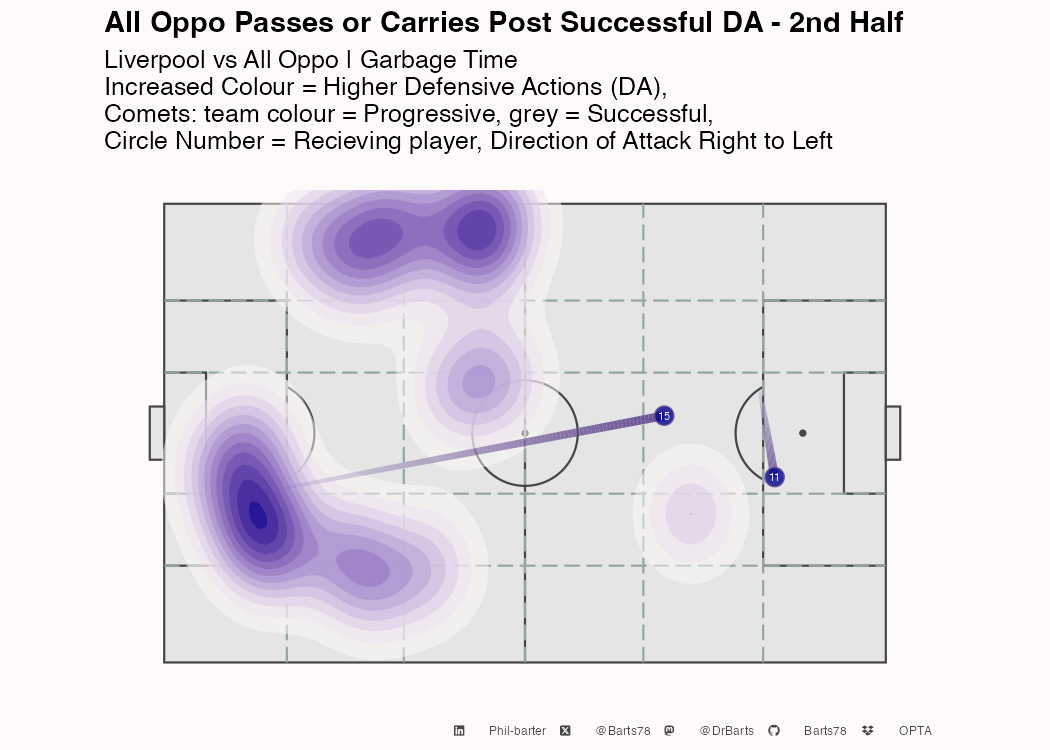 All Oppo Passes or Carries Post Successful DA - 2nd Half
Liverpool vs All Oppo | Garbage Time
Increased Colour = Higher Defensive Actions (DA),
Comets: team colour = Progressive, grey = Successful,
Circle Number = Recieving player, Direction of Attack Right to Left
15
11
Phil-barter @Barts78 @DrBarts Barts78 OPTA